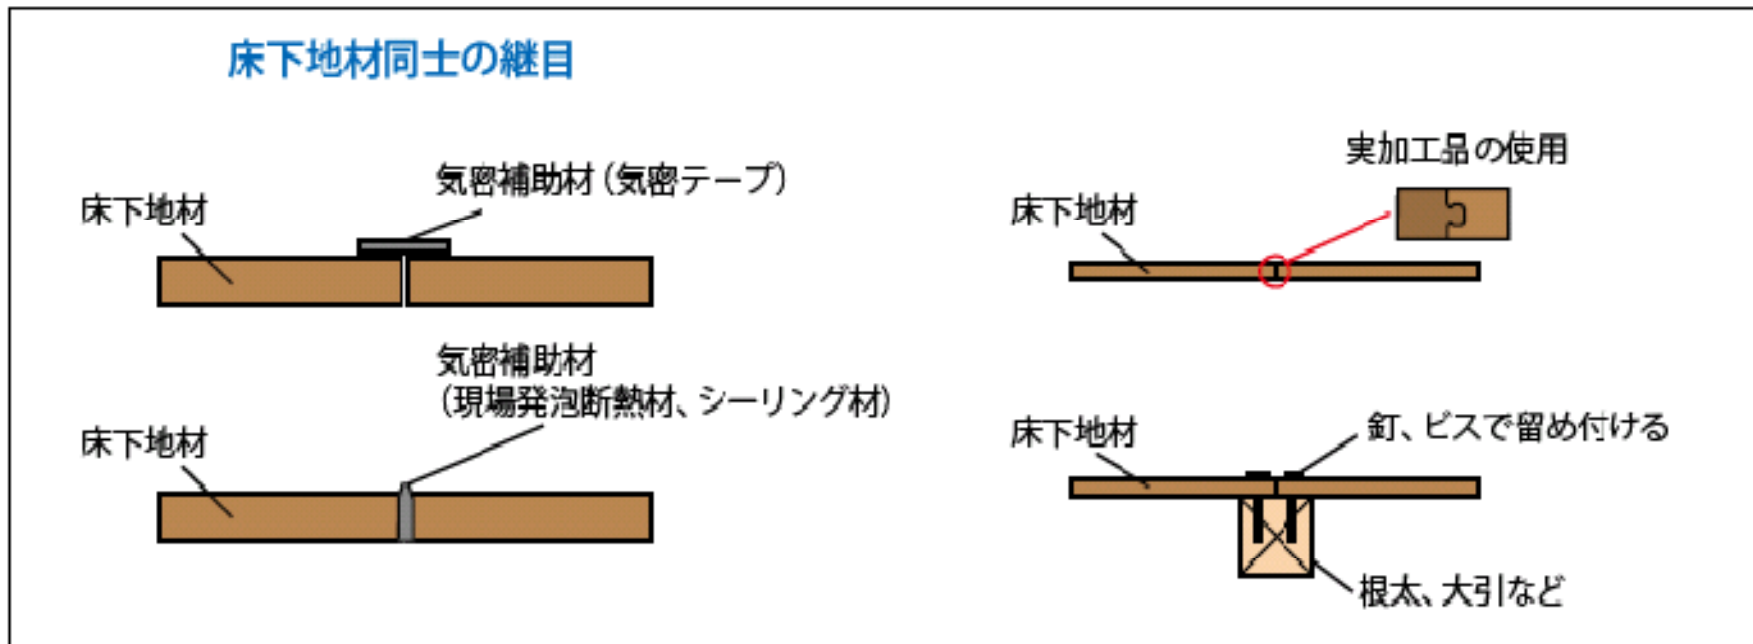 床下地材同士の継目
気密補助材（気密テープ）
床下地材
気密補助材
（現場発泡断熱材、シーリング材）
床下地材
実加工品の使用
床下地材
床下地材
釘、ビスで留め付ける
根太、大引など